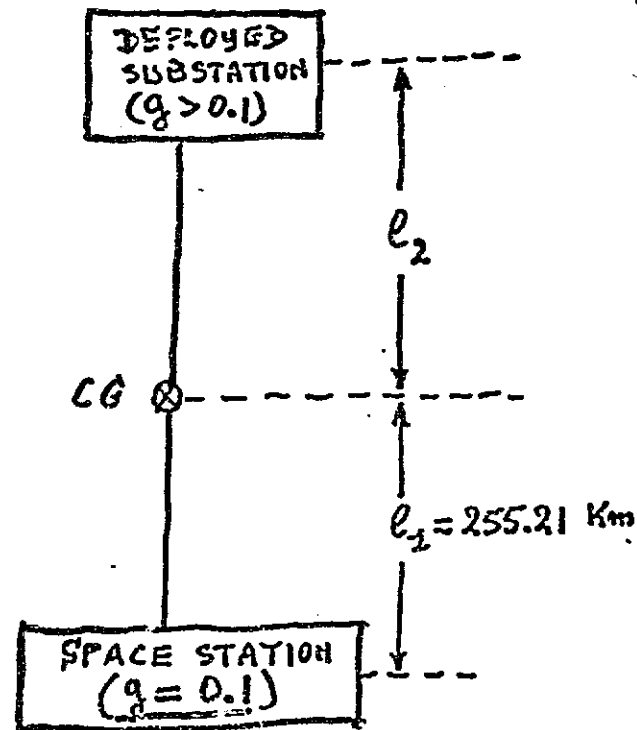 DEPLOYED
SUBSTATION
(g > 0.1)
l₂
CG
l₁ = 255.21 Km
SPACE STATION
(g = 0.1)